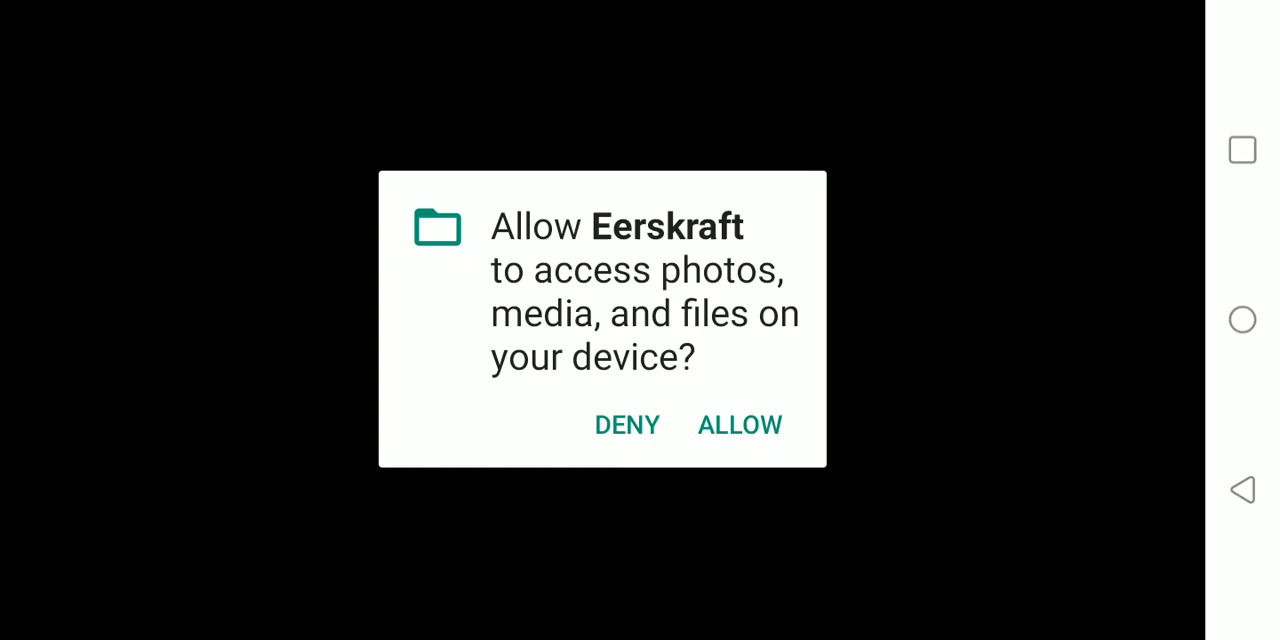 Allow Eerskraft
to access photos,
media, and files on
your device?
DENY ALLOW